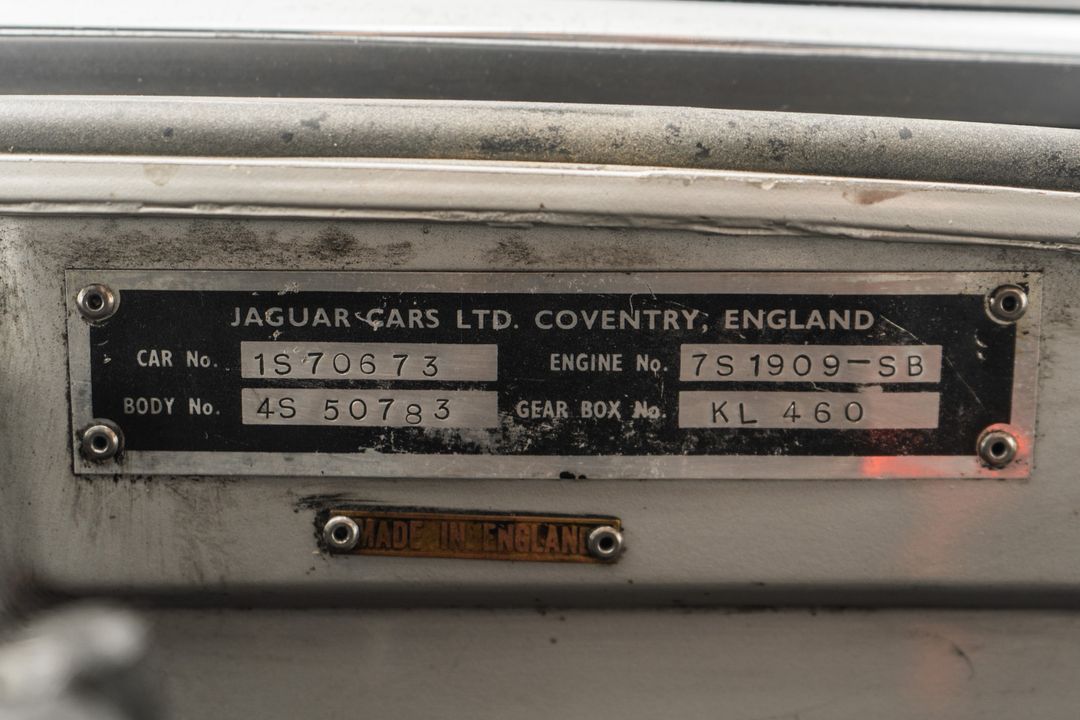 JAGUAR CARS LTD. COVENTRY, ENGLAND
CAR No. 1S70673 ENGINE No. 7S1909-SB
BODY No. 4S 50783 GEAR BOX No. KL 460
MADE IN ENGLAND